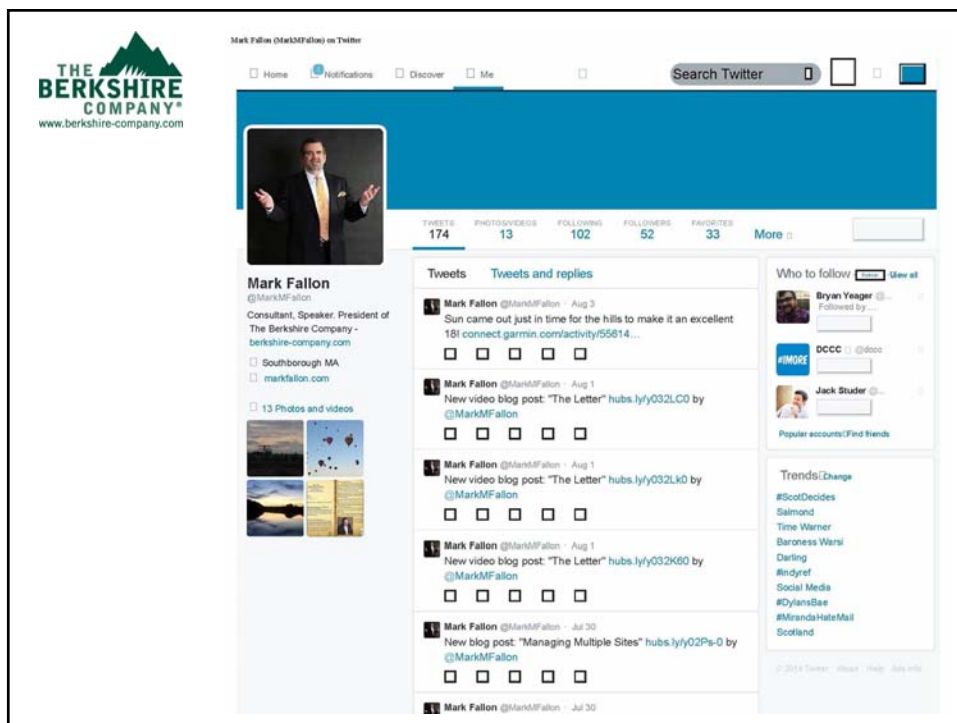 THE
BERKSHIRE
COMPANY®
www.berkshire-company.com
Mark Fallon (MarkMFallon) on Twitter
Home Notifications Discover Me
Search Twitter
TWEETS PHOTOS/VIDEOS FOLLOWING FOLLOWERS FAVORITES
174 13 102 52 33 More
Mark Fallon
@MarkMFallon
Consultant, Speaker. President of
The Berkshire Company -
berkshire-company.com
Southborough MA
markfallon.com
13 Photos and videos
Tweets Tweets and replies
Mark Fallon @MarkMFallon · Aug 3
Sun came out just in time for the hills to make it an excellent
18! connect.garmin.com/activity/55614…
Mark Fallon @MarkMFallon · Aug 1
New video blog post: "The Letter" hubs.ly/y032LC0 by
@MarkMFallon
Mark Fallon @MarkMFallon · Aug 1
New video blog post: "The Letter" hubs.ly/y032Lk0 by
@MarkMFallon
Mark Fallon @MarkMFallon · Aug 1
New video blog post: "The Letter" hubs.ly/y032K60 by
@MarkMFallon
Mark Fallon @MarkMFallon · Jul 30
New blog post: "Managing Multiple Sites" hubs.ly/y02Ps-0 by
@MarkMFallon
Mark Fallon @MarkMFallon · Jul 30
Who to follow · · View all
Bryan Yeager @...
Followed by ...
#1MORE
DCCC @dccc
Jack Studer @...
Popular accounts Find friends
Trends Change
#ScotDecides
Salmond
Time Warner
Baroness Warsi
Darling
#indyref
Social Media
#DylansBae
#MirandaHateMail
Scotland
© 2014 Twitter About Help Ads info